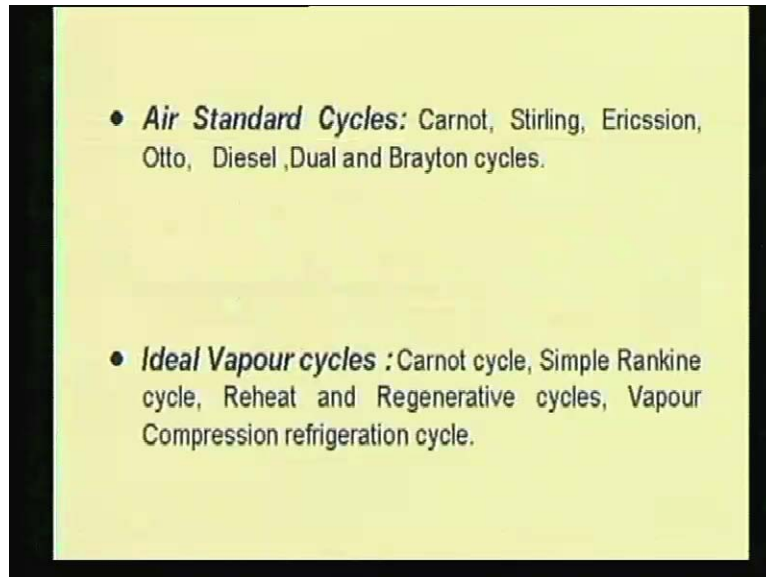 • Air Standard Cycles: Carnot, Stirling, Ericssion,
Otto, Diesel ,Dual and Brayton cycles.
• Ideal Vapour cycles : Carnot cycle, Simple Rankine
cycle, Reheat and Regenerative cycles, Vapour
Compression refrigeration cycle.